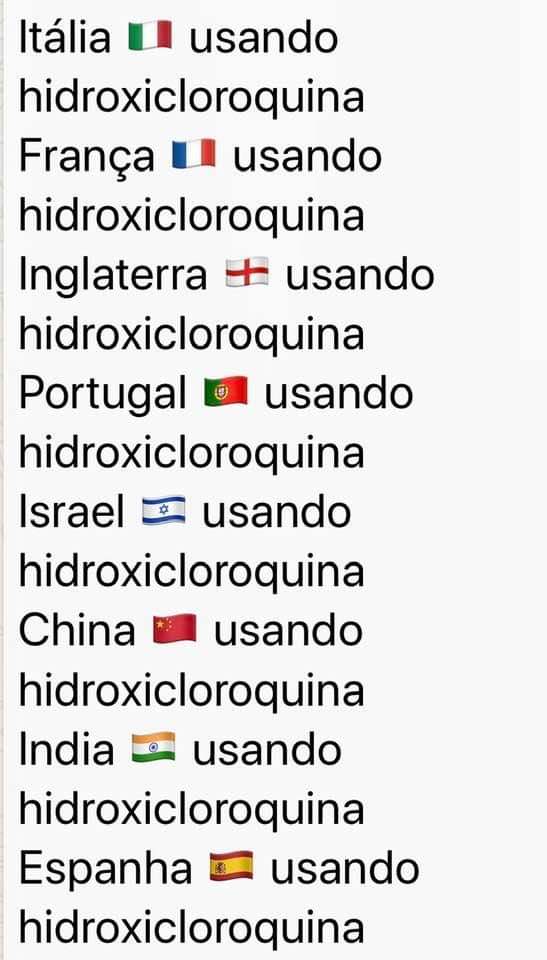 Itália 🇮🇹 usando
hidroxicloroquina
França 🇫🇷 usando
hidroxicloroquina
Inglaterra 🏴󠁧󠁢󠁥󠁮󠁧󠁿 usando
hidroxicloroquina
Portugal 🇵🇹 usando
hidroxicloroquina
Israel 🇮🇱 usando
hidroxicloroquina
China 🇨🇳 usando
hidroxicloroquina
India 🇮🇳 usando
hidroxicloroquina
Espanha 🇪🇸 usando
hidroxicloroquina